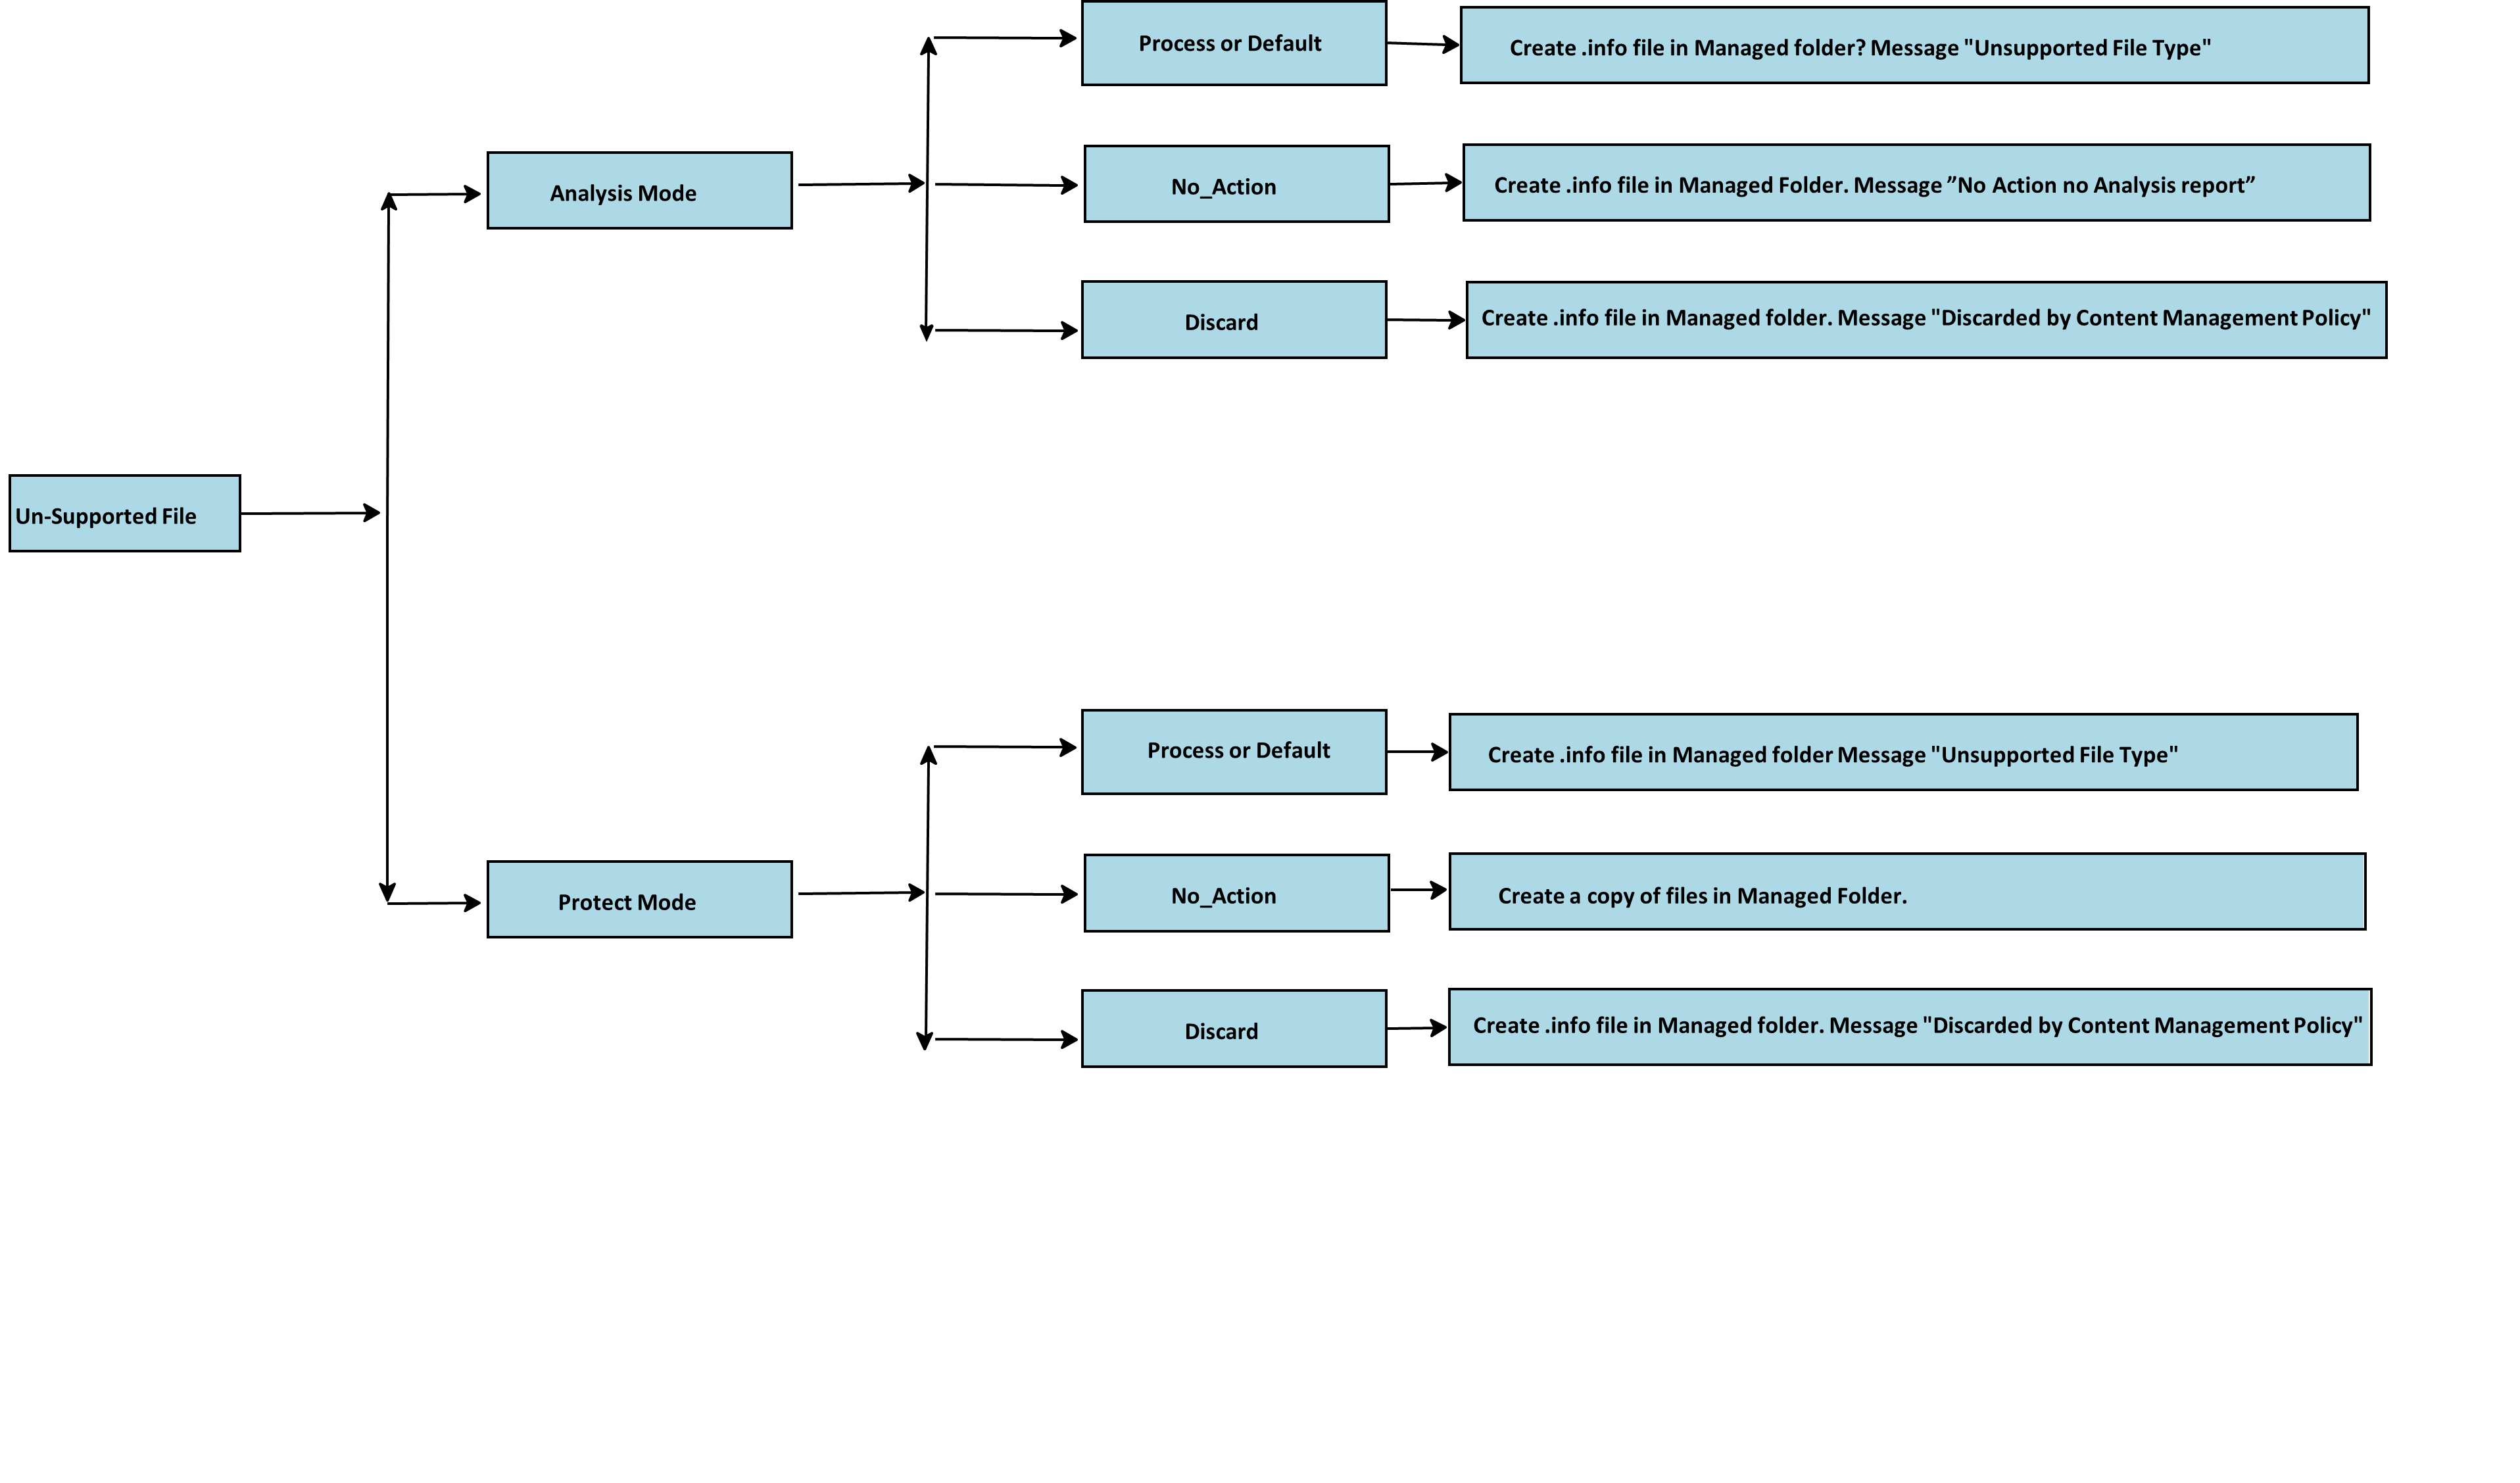 Process or Default
Create .info file in Managed folder? Message "Unsupported File Type"
Analysis Mode
No_Action
Create .info file in Managed Folder. Message ”No Action no Analysis report”
Discard
Create .info file in Managed folder. Message "Discarded by Content Management Policy"
Un-Supported File
Process or Default
Create .info file in Managed folder Message "Unsupported File Type"
Protect Mode
No_Action
Create a copy of files in Managed Folder.
Discard
Create .info file in Managed folder. Message "Discarded by Content Management Policy"